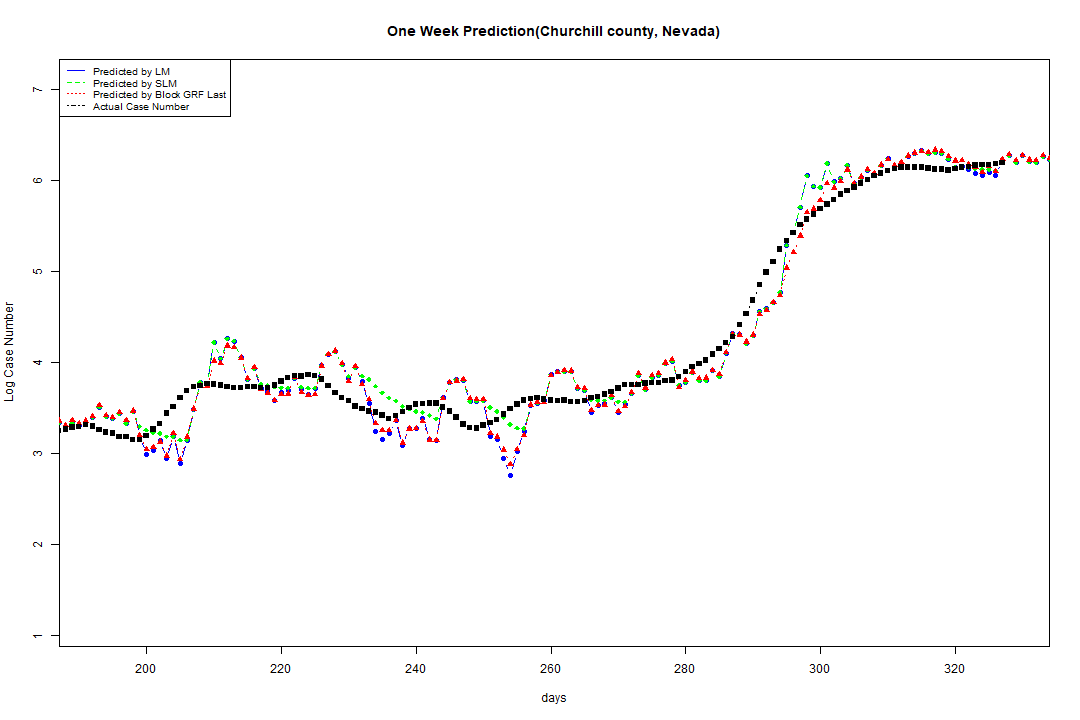 One Week Prediction(Churchill county, Nevada)
Predicted by LM
Predicted by SLM
Predicted by Block GRF Last
Actual Case Number
7
6
5
4
3
2
1
Log Case Number
200 220 240 260 280 300 320
days